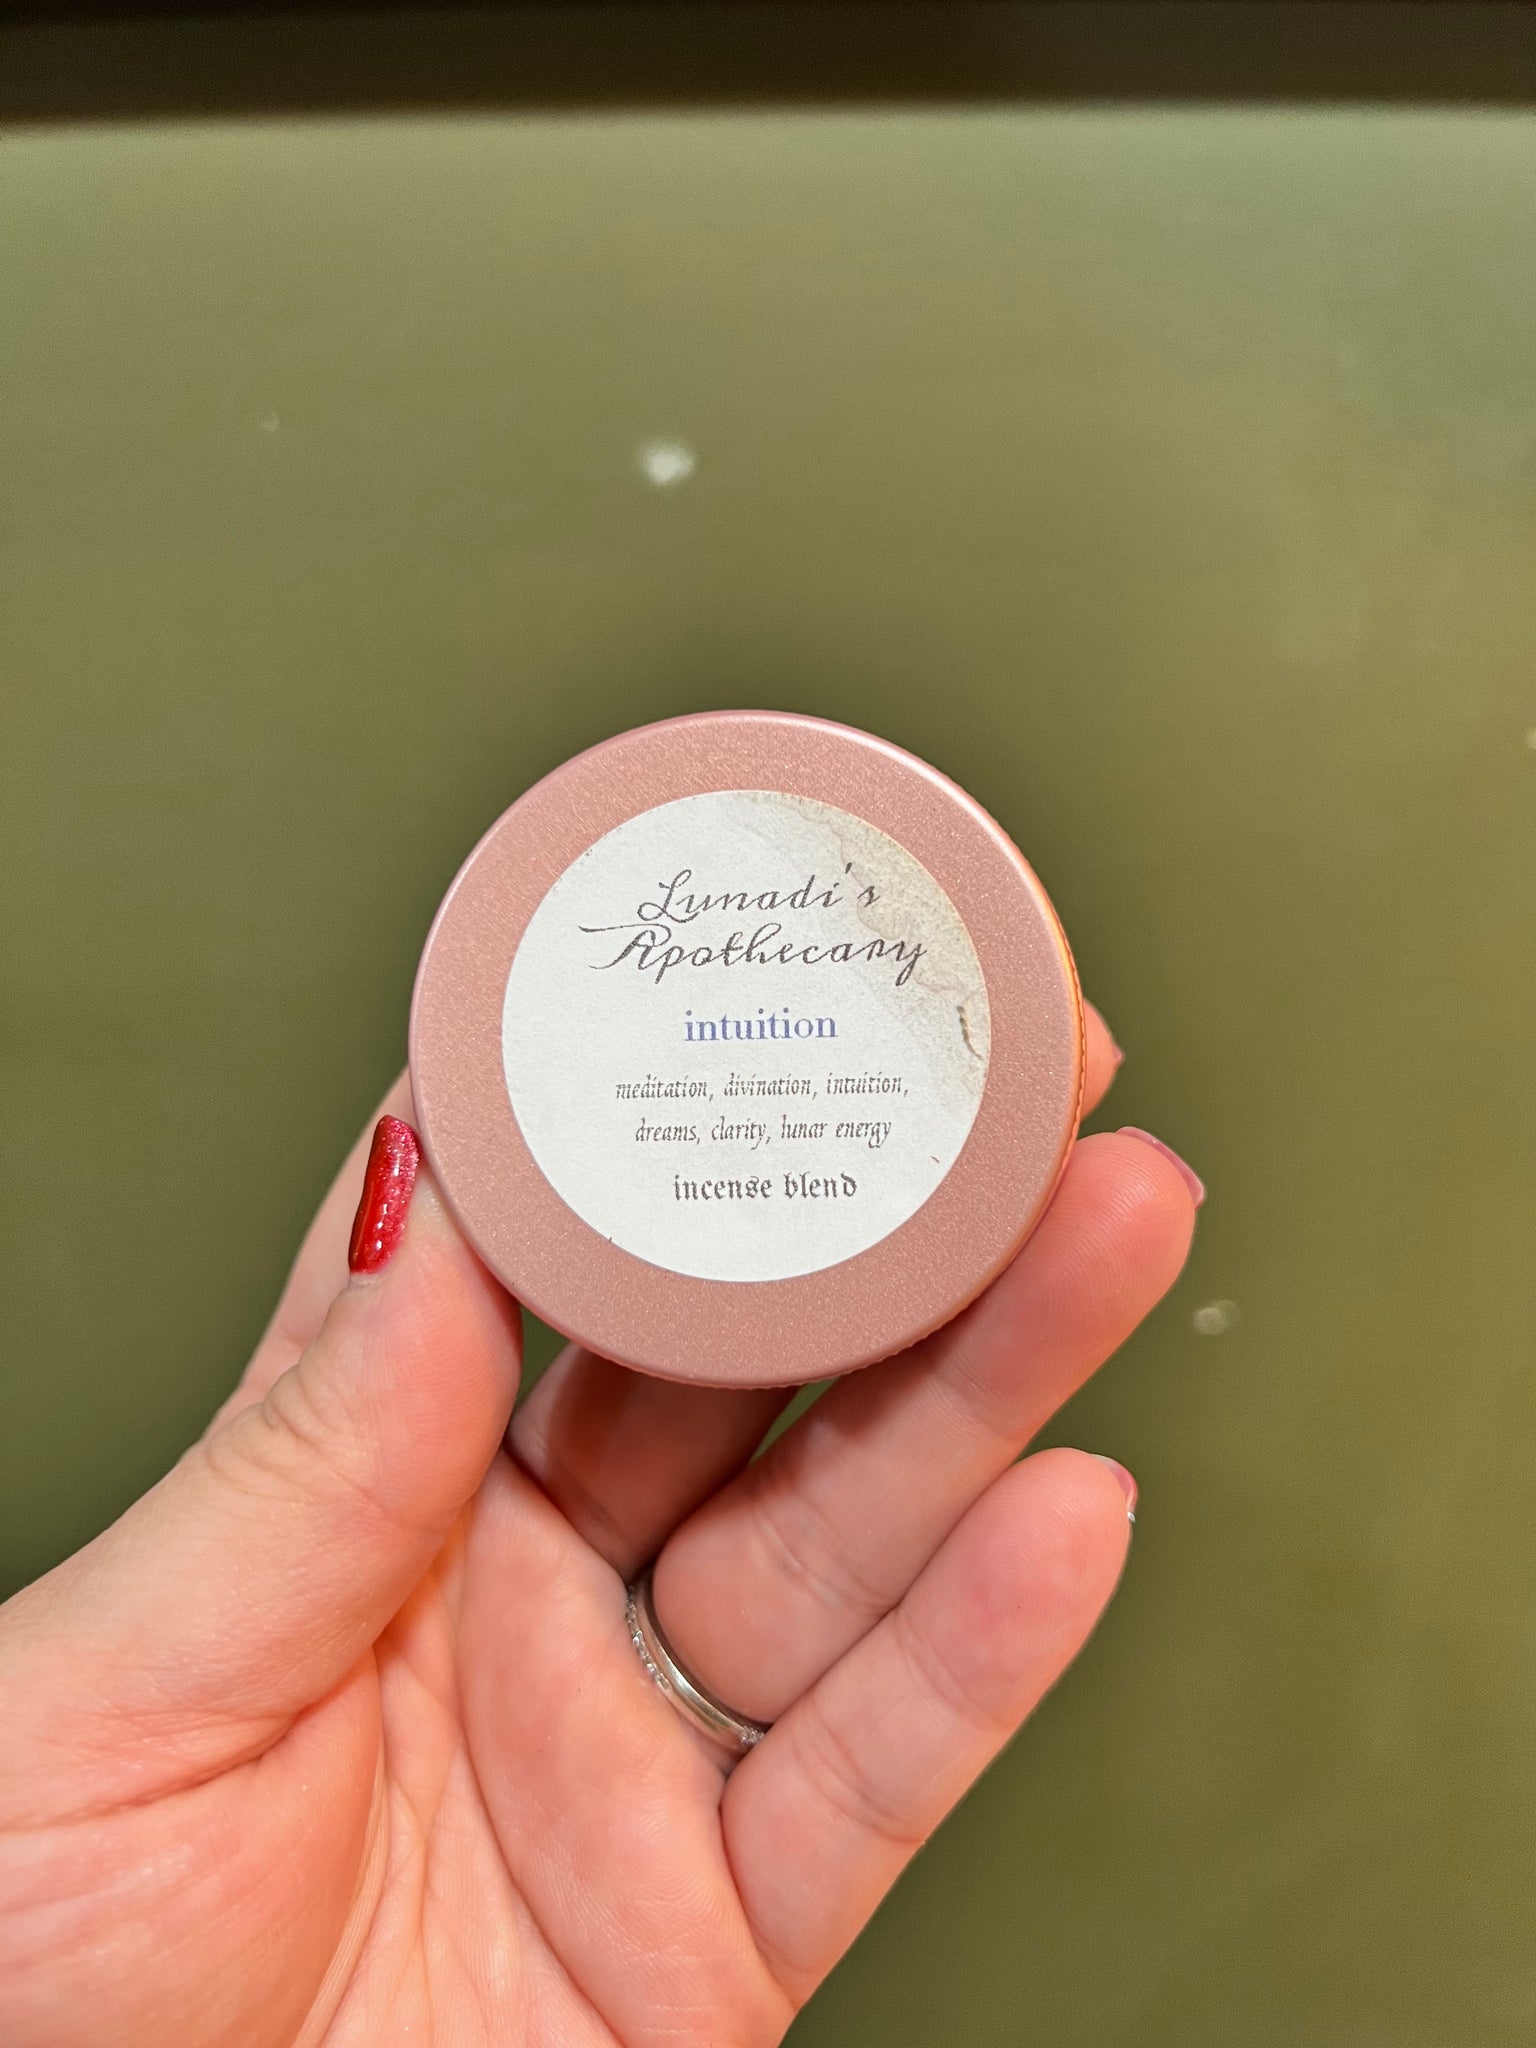 Lunadi's
Apothecary
intuition
meditation, divination, intuition,
dreams, clarity, lunar energy
incense blend